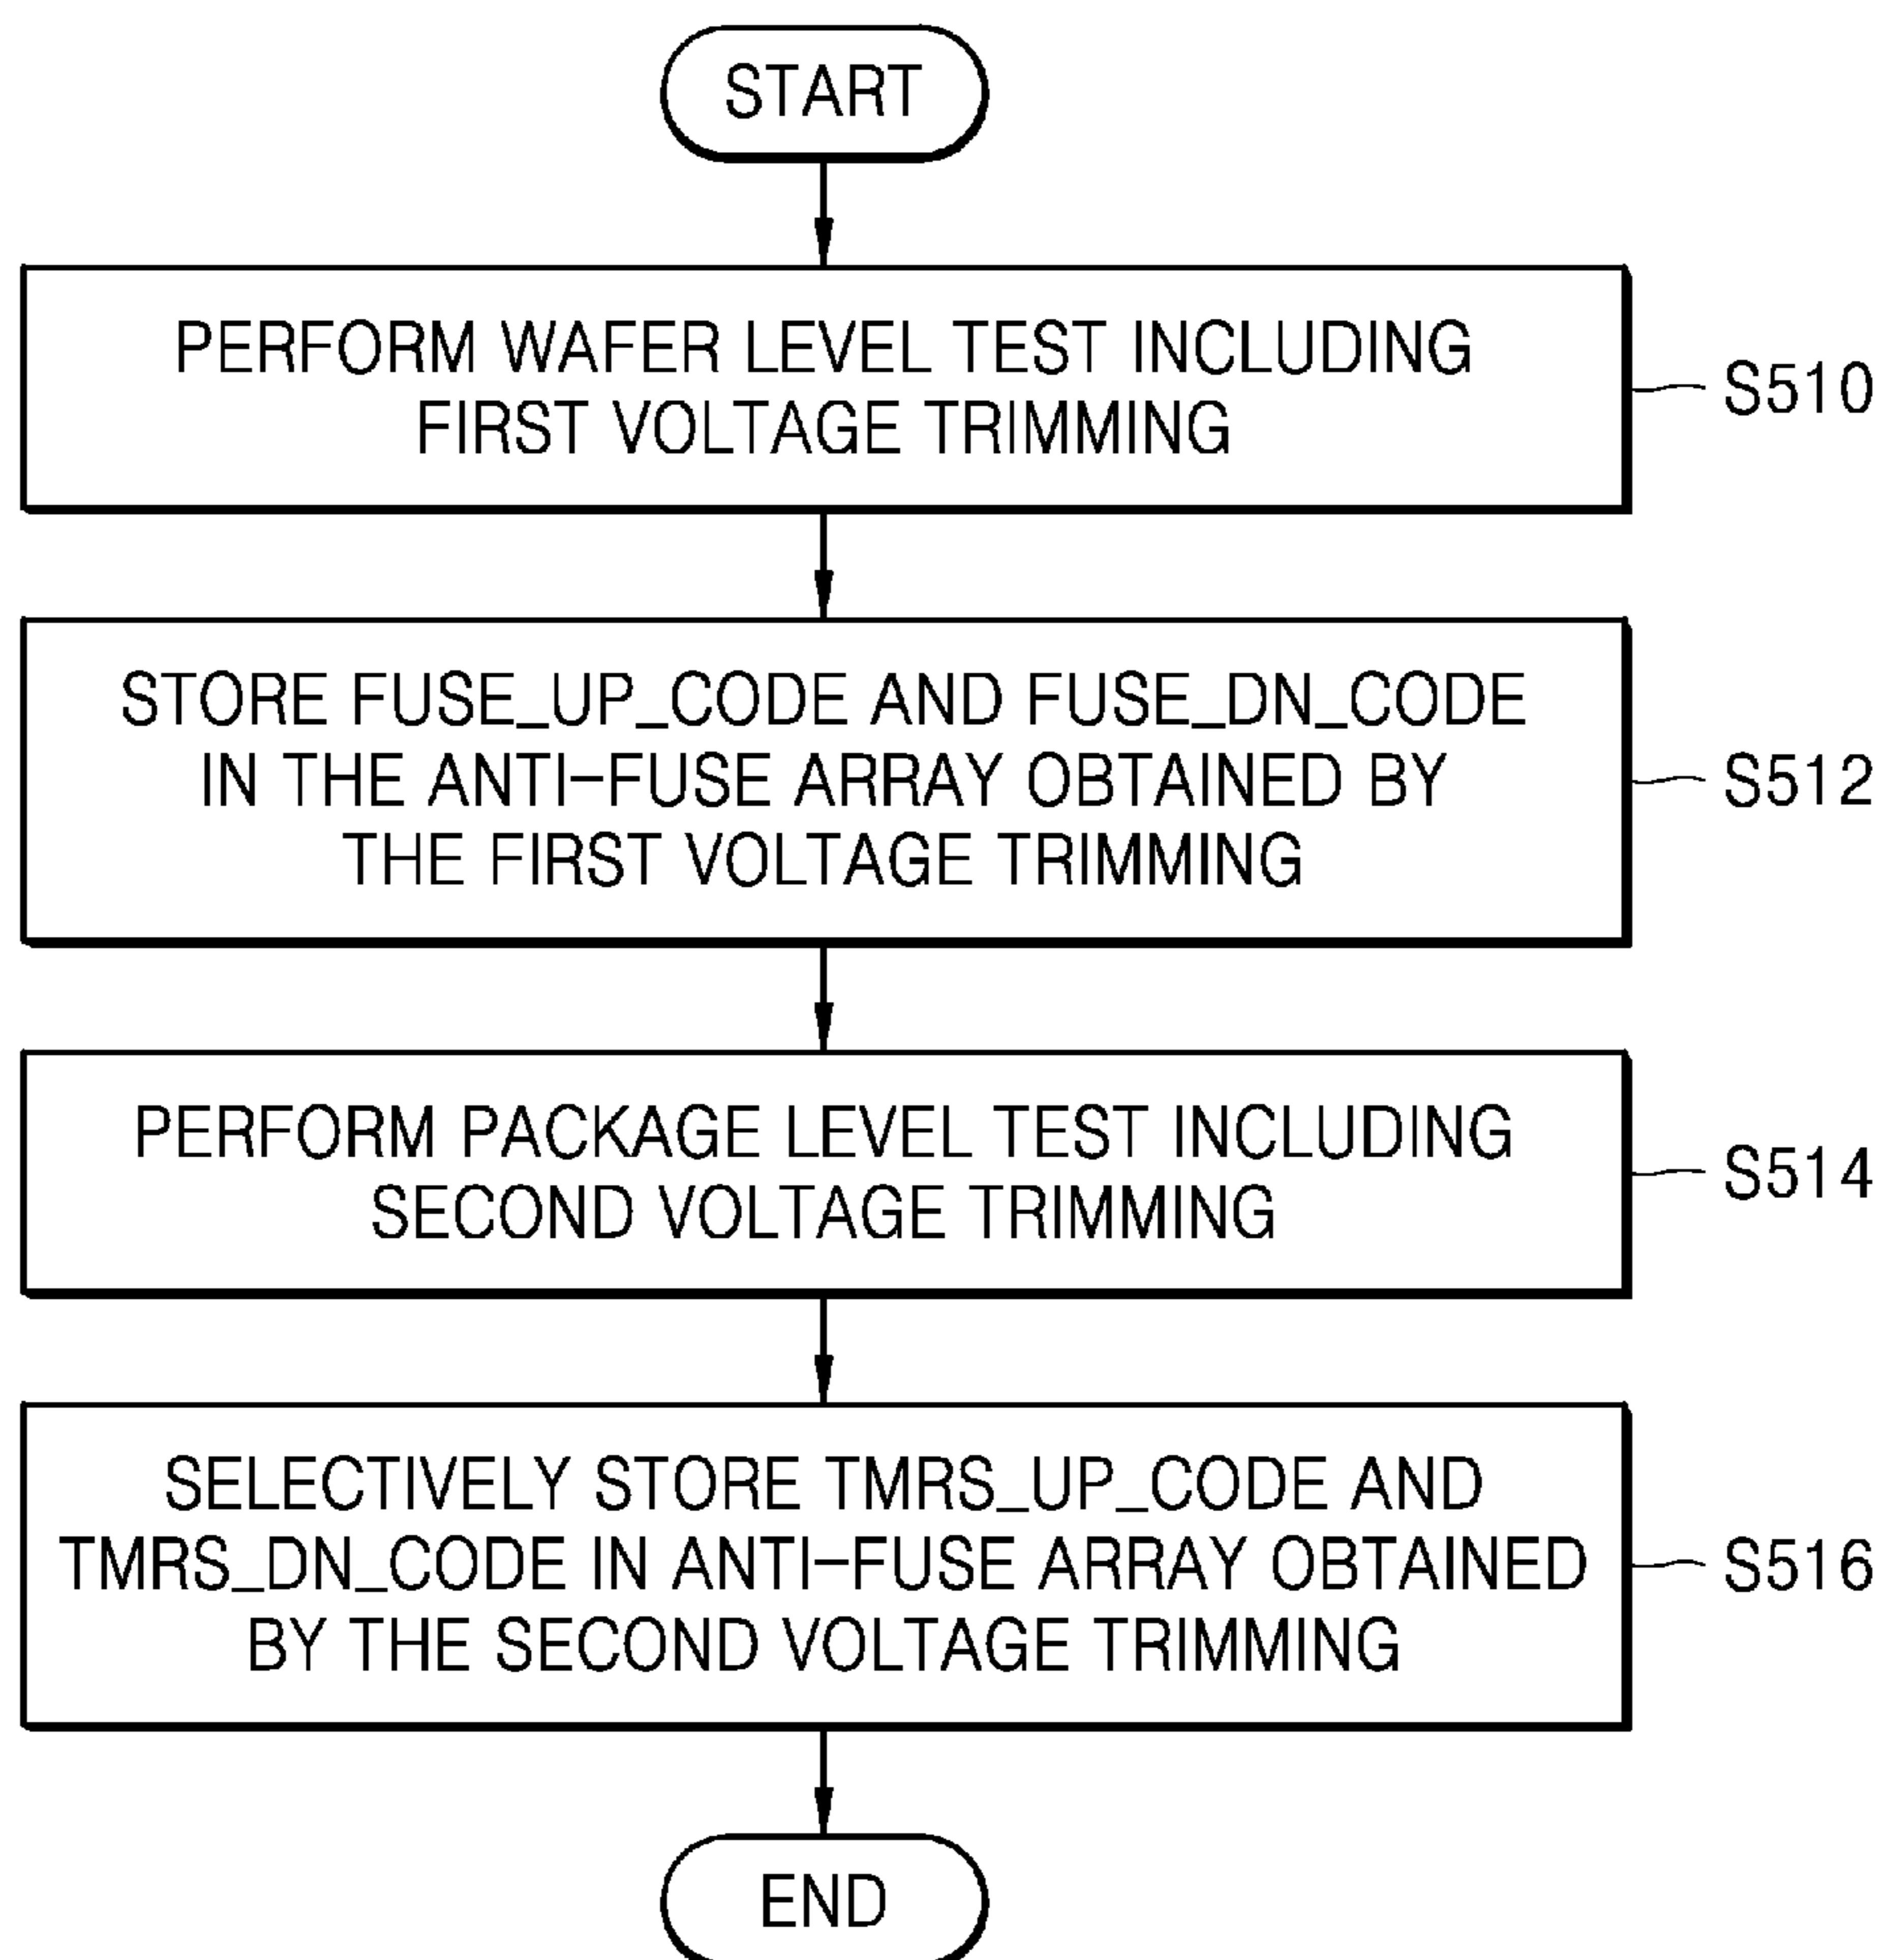 START
PERFORM WAFER LEVEL TEST INCLUDING
FIRST VOLTAGE TRIMMING
S510
STORE FUSE_UP_CODE AND FUSE_DN_CODE
IN THE ANTI-FUSE ARRAY OBTAINED BY
THE FIRST VOLTAGE TRIMMING
S512
PERFORM PACKAGE LEVEL TEST INCLUDING
SECOND VOLTAGE TRIMMING
S514
SELECTIVELY STORE TMRS_UP_CODE AND
TMRS_DN_CODE IN ANTI-FUSE ARRAY OBTAINED
BY THE SECOND VOLTAGE TRIMMING
S516
END